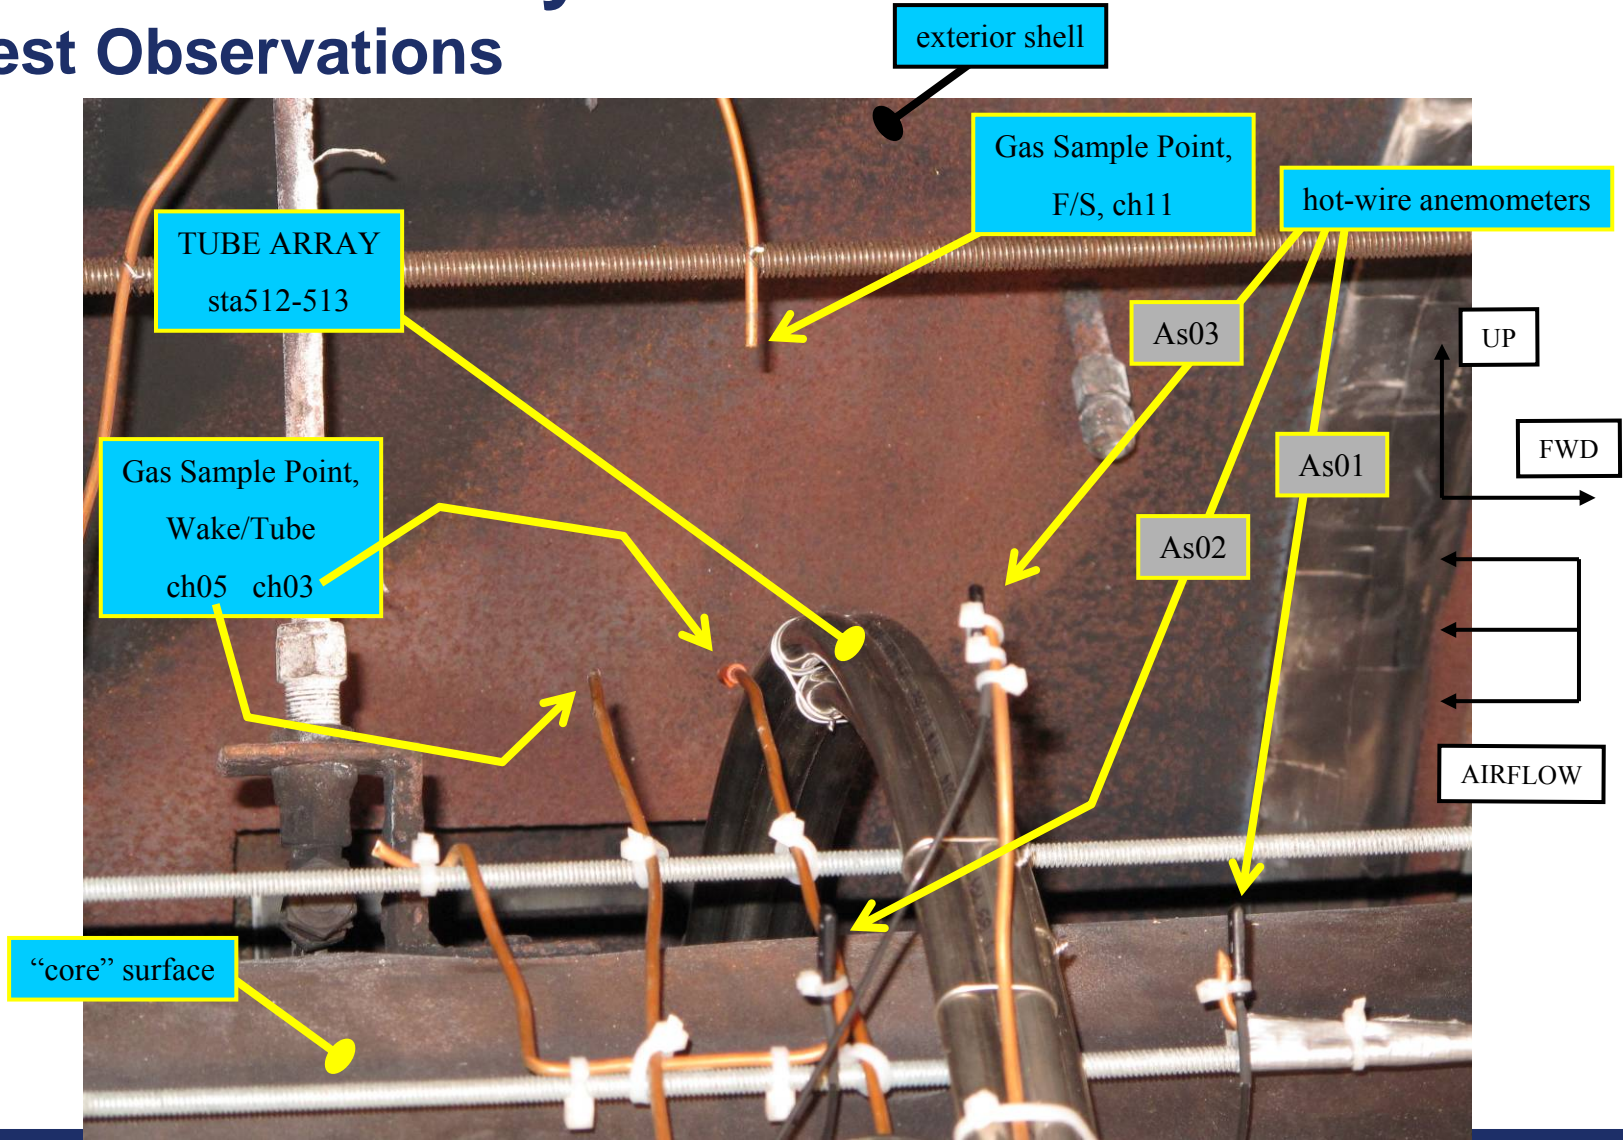 est Observations
exterior shell
Gas Sample Point,
F/S, ch11
hot-wire anemometers
TUBE ARRAY
sta512-513
As03
UP
Gas Sample Point,
Wake/Tube
ch05 ch03
As01
FWD
As02
AIRFLOW
“core” surface